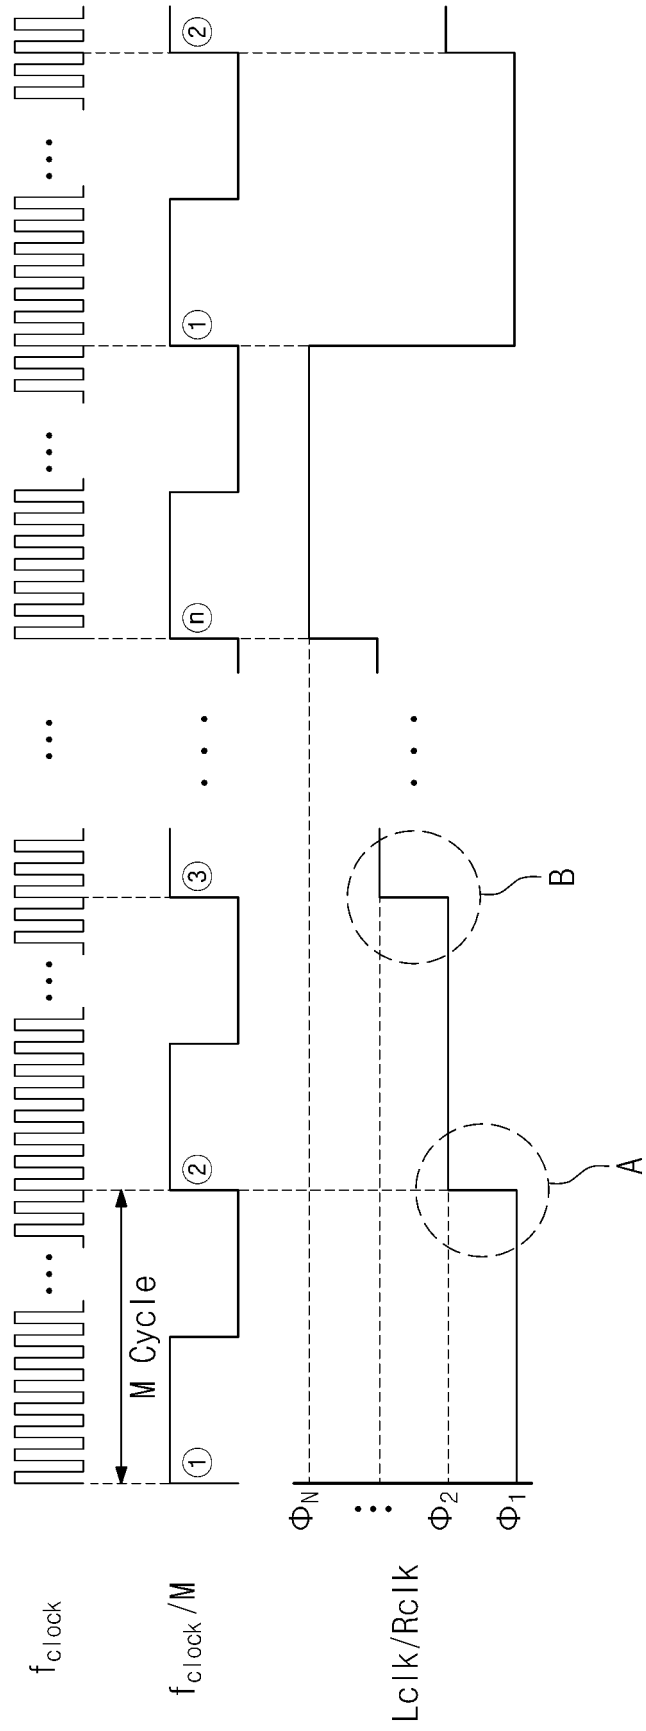 f_clock
• • •
• • •
• • •
• • •
• • •
M Cycle
f_clock/M
①
②
③
• • •
ⓝ
①
②
Lclk/Rclk
Φ_N
Φ_2
Φ_1
• • •
A
B